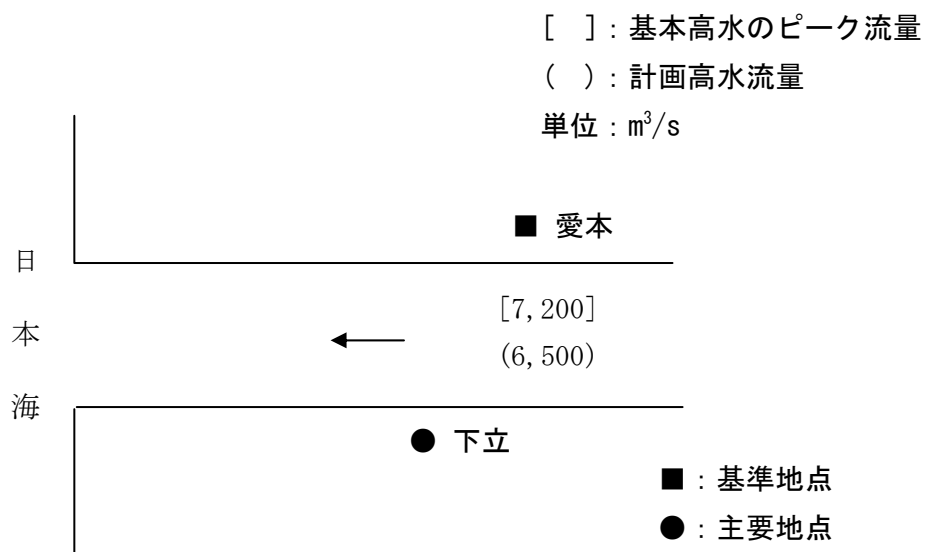 [ ]:基本高水のピーク流量
( ):計画高水流量
単位:m³/s
■ 愛本
日本海
[7,200]
(6,500)
● 下立
■:基準地点
●:主要地点